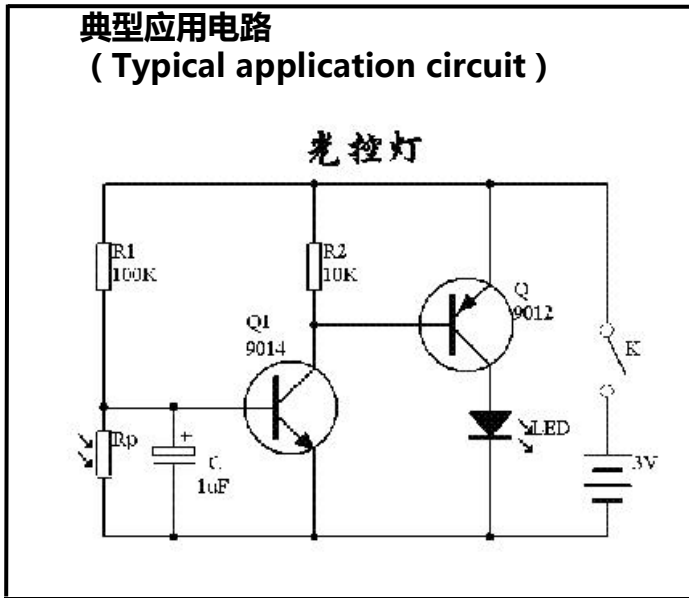 典型应用电路
（Typical application circuit）
光控灯
R1
100K
R2
10K
Q
9012
Q1
9014
K
Rp
+
C
1uF
LED
3V